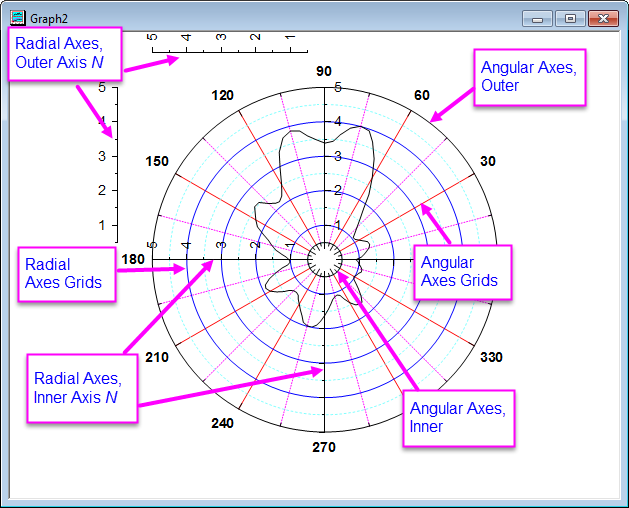 Graph2
Radial Axes,
Outer Axis N
5 4 3 2 1
Angular Axes,
Outer
90
120
60
5
5
4
4
150
30
3
3
2
2
1
1
5 4 3 2 1
180
Radial
Axes Grids
Angular
Axes Grids
210
330
Radial Axes,
Inner Axis N
Angular Axes,
Inner
240
270